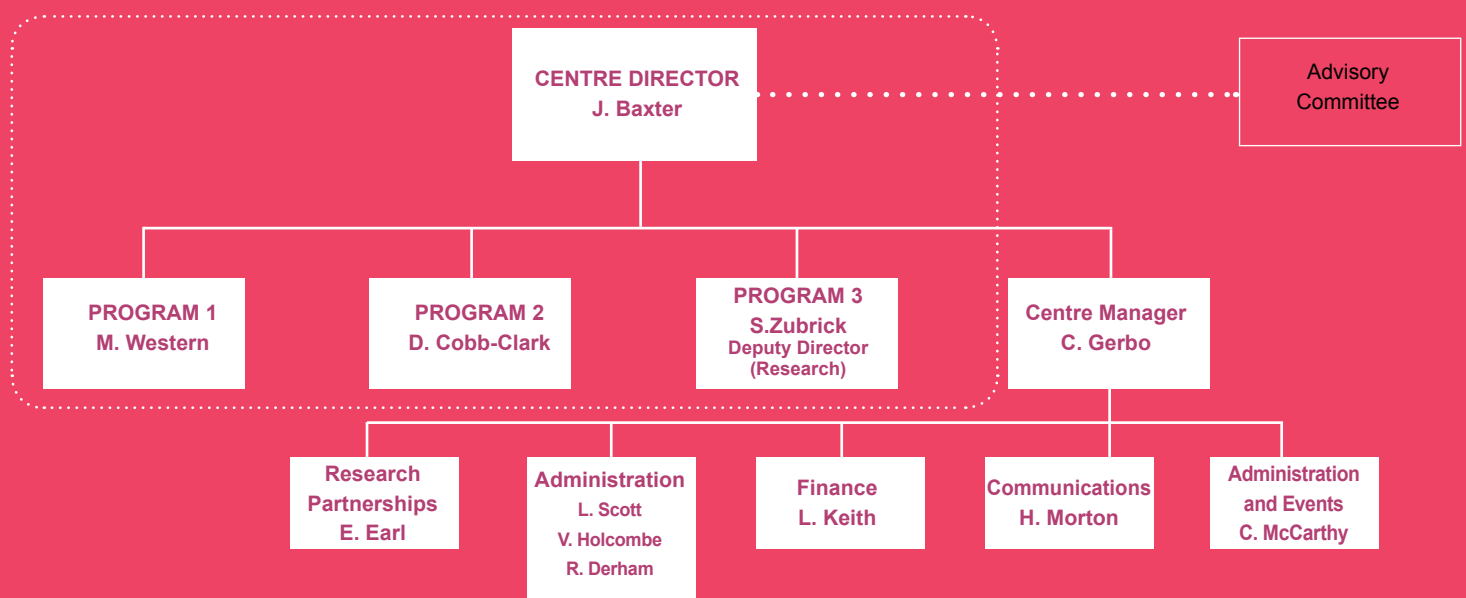 CENTRE DIRECTOR
J. Baxter
Advisory
Committee
PROGRAM 1
M. Western
PROGRAM 2
D. Cobb-Clark
PROGRAM 3
S.Zubrick
Deputy Director
(Research)
Centre Manager
C. Gerbo
Research
Partnerships
E. Earl
Administration
L. Scott
V. Holcombe
R. Derham
Finance
L. Keith
Communications
H. Morton
Administration
and Events
C. McCarthy